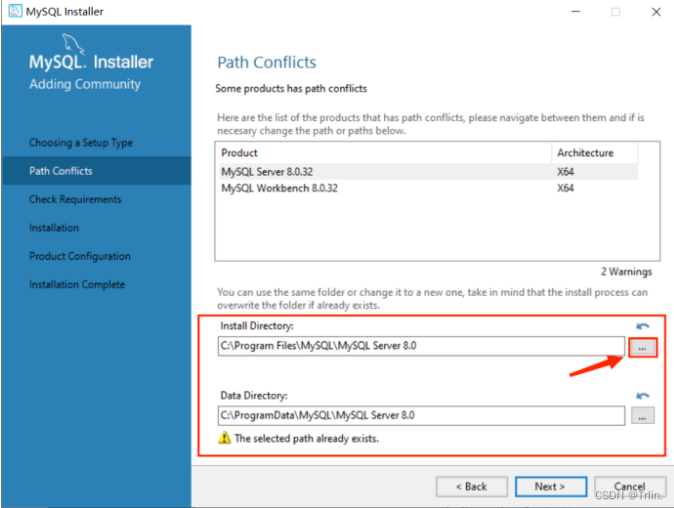 MySQL Installer
MySQL. Installer
Adding Community
Choosing a Setup Type
Path Conflicts
Check Requirements
Installation
Product Configuration
Installation Complete
Path Conflicts
Some products has path conflicts
Here are the list of the products that has path conflicts, please navigate between them and if is
necesary change the path or paths below.
Product Architecture
MySQL Server 8.0.32 X64
MySQL Workbench 8.0.32 X64
2 Warnings
You can use the same folder or change it to a new one, take in mind that the install process can
overwrite the folder if already exists.
Install Directory:
C:\Program Files\MySQL\MySQL Server 8.0 ...
Data Directory:
C:\ProgramData\MySQL\MySQL Server 8.0 ...
The selected path already exists.
< Back Next > Cancel
CSDN @Trlin.